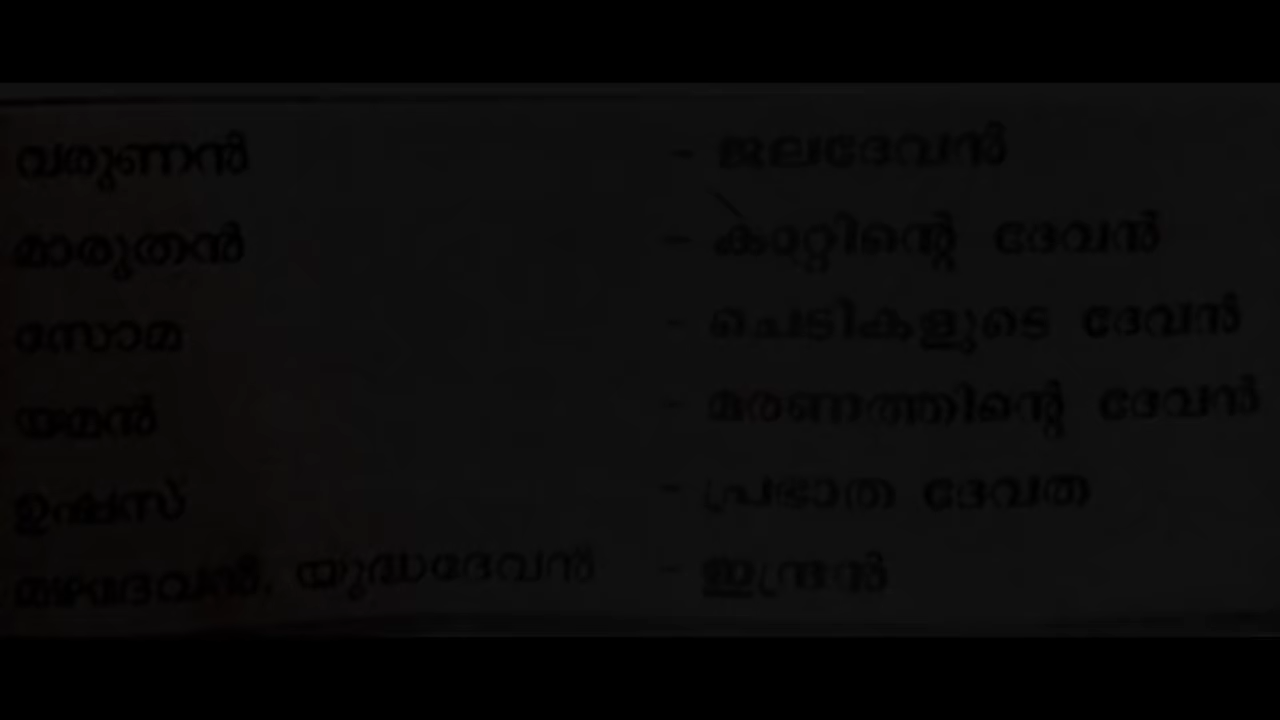 വരുണൻ - ജലദേവൻ
മാരുതൻ - കാറ്റിന്റെ ദേവൻ
സോമ - ചെടികളുടെ ദേവൻ
യമൻ - മരണത്തിന്റെ ദേവൻ
ഉഷസ് - പ്രഭാത ദേവത
മഴദേവൻ, യുദ്ധദേവൻ - ഇന്ദ്രൻ